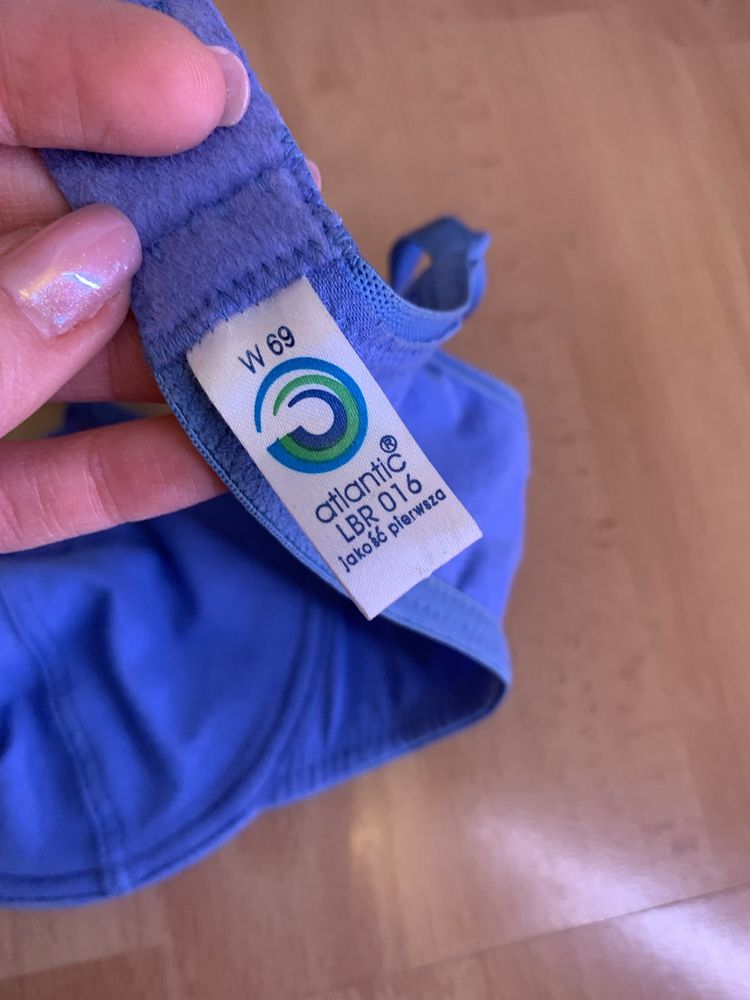 W 69
atlantic®
LBR 016
Jakość pierwsza